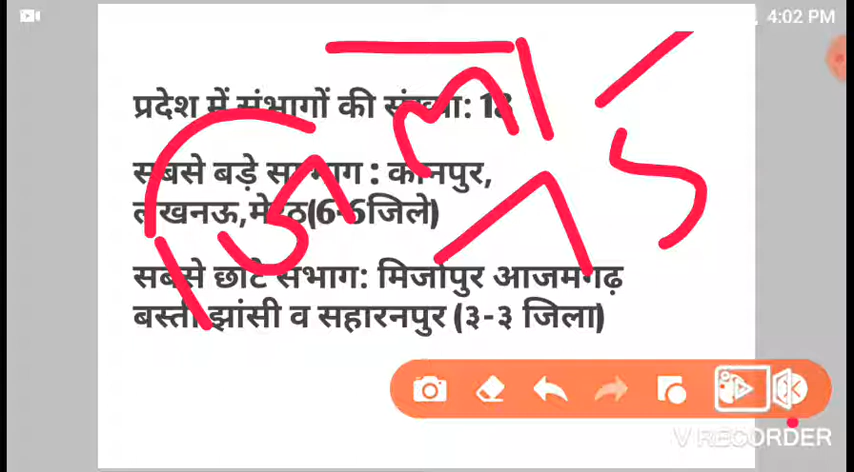 4:02 PM
प्रदेश में संभागों की संख्या: 18
सबसे बड़े सम्भाग : कानपुर,
लखनऊ,मेरठ(6-6जिले)
सबसे छोटे संभाग: मिर्जापुर आजमगढ़
बस्ती झांसी व सहारनपुर (३-३ जिला)
V RECORDER